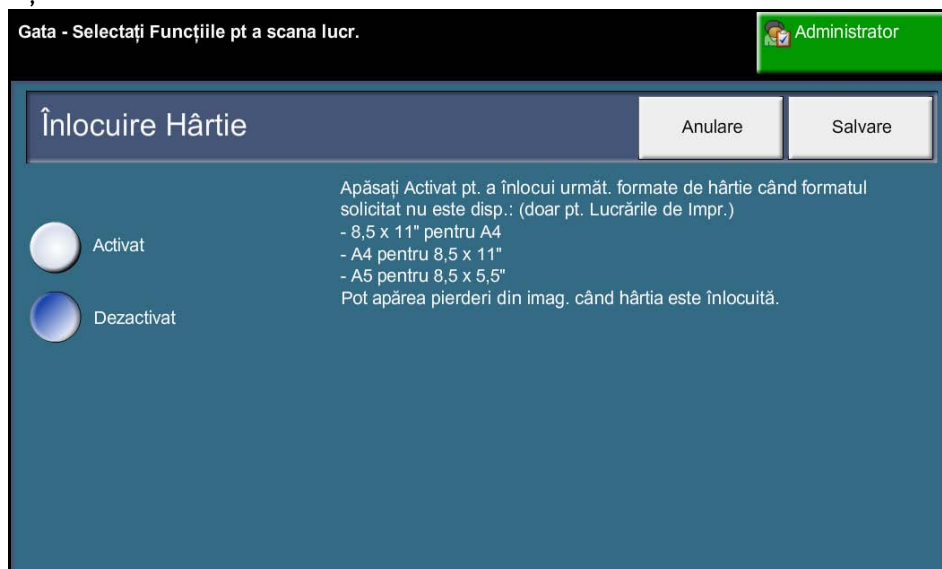 Gata - Selectați Funcțiile pt a scana lucr.
Administrator
Înlocuire Hârtie
Anulare
Salvare
Apăsați Activat pt. a înlocui următ. formate de hârtie când formatul
solicitat nu este disp.: (doar pt. Lucrările de Impr.)
- 8,5 x 11" pentru A4
- A4 pentru 8,5 x 11"
- A5 pentru 8,5 x 5,5"
Pot apărea pierderi din imag. când hârtia este înlocuită.
Activat
Dezactivat